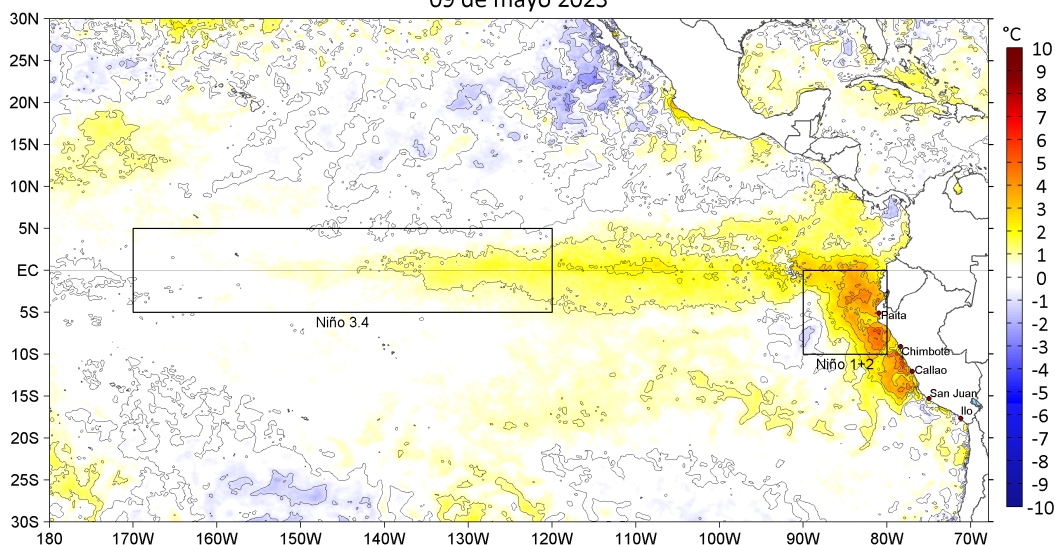 09 de mayo 2023
°C
30N
25N
20N
15N
10N
5N
EC
5S
10S
15S
20S
25S
30S
180 170W 160W 150W 140W 130W 120W 110W 100W 90W 80W 70W
Niño 3.4
Niño 1+2
Paita
Chimbote
Callao
San Juan
Ilo
10
9
8
7
6
5
4
3
2
1
0
-1
-2
-3
-4
-5
-6
-7
-8
-9
-10